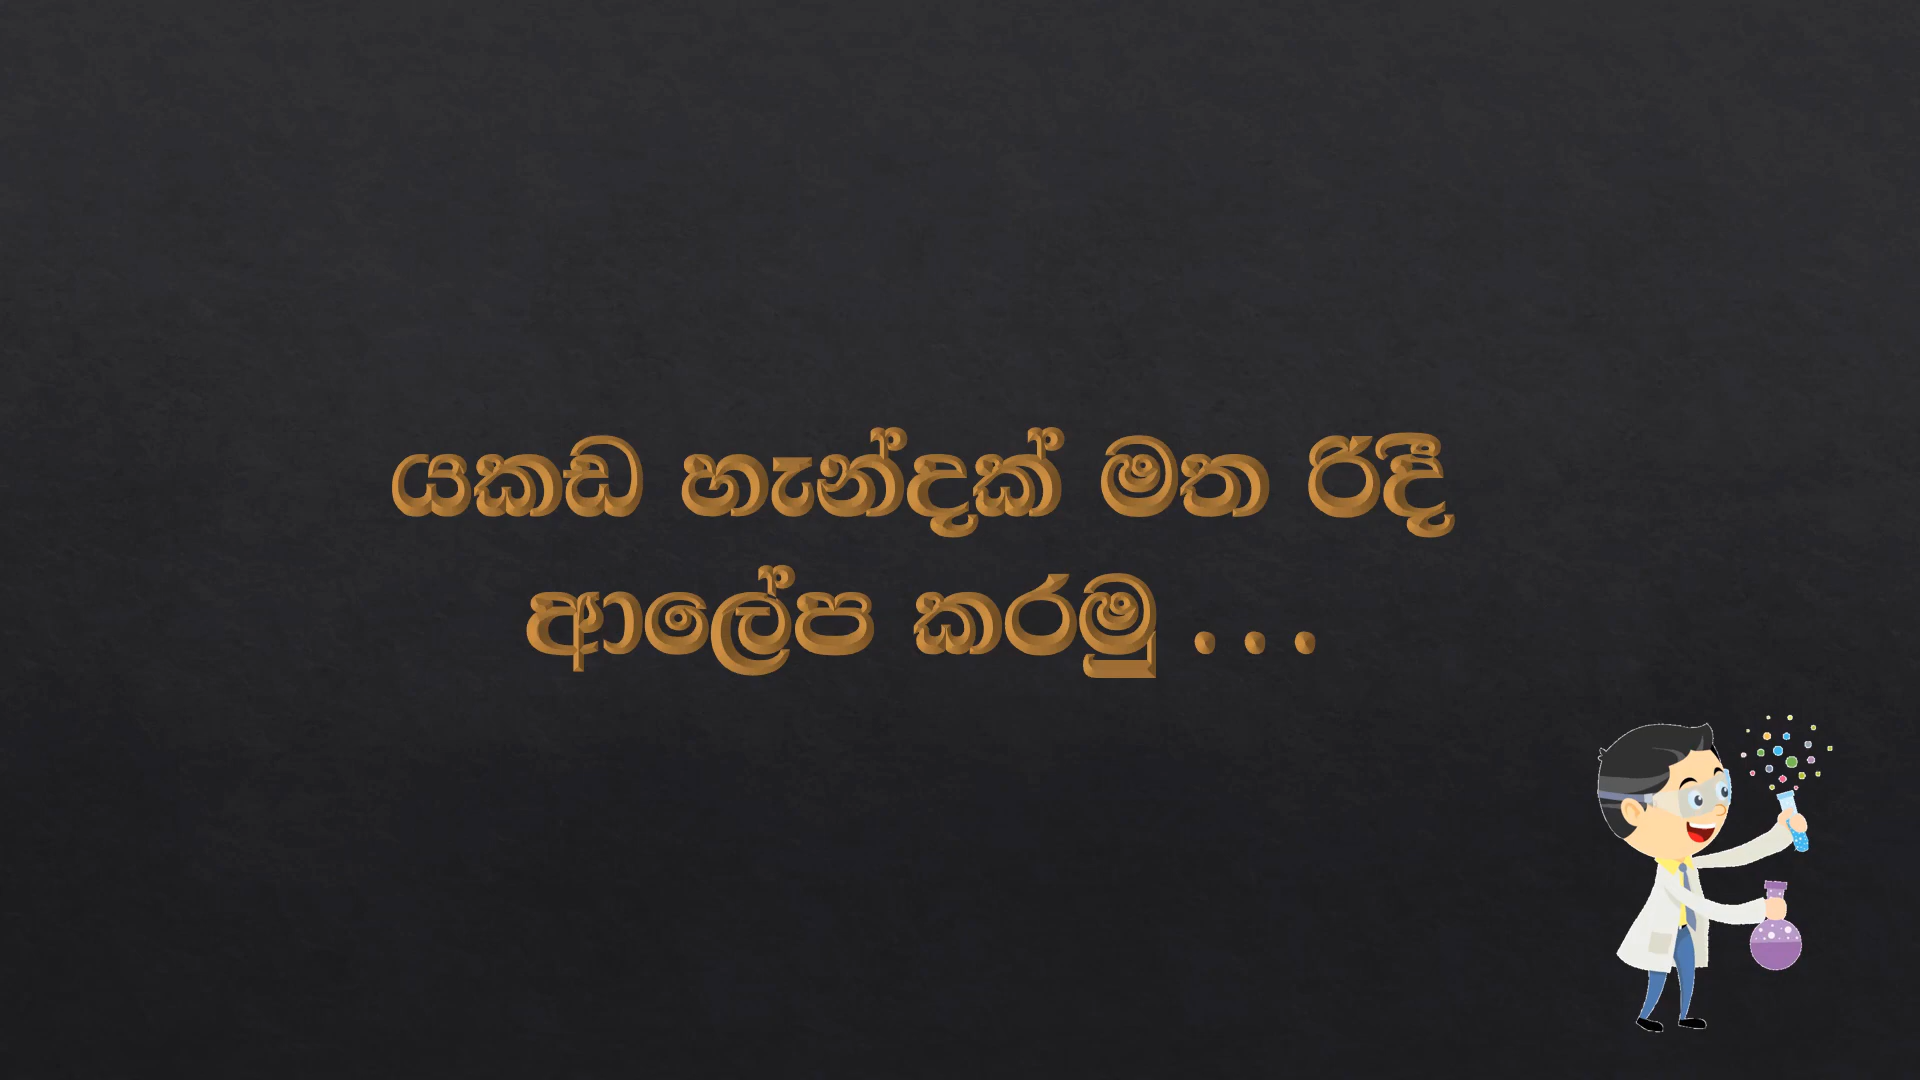 යකඩ හැන්දක් මත රිදී
ආලේප කරමු . . .